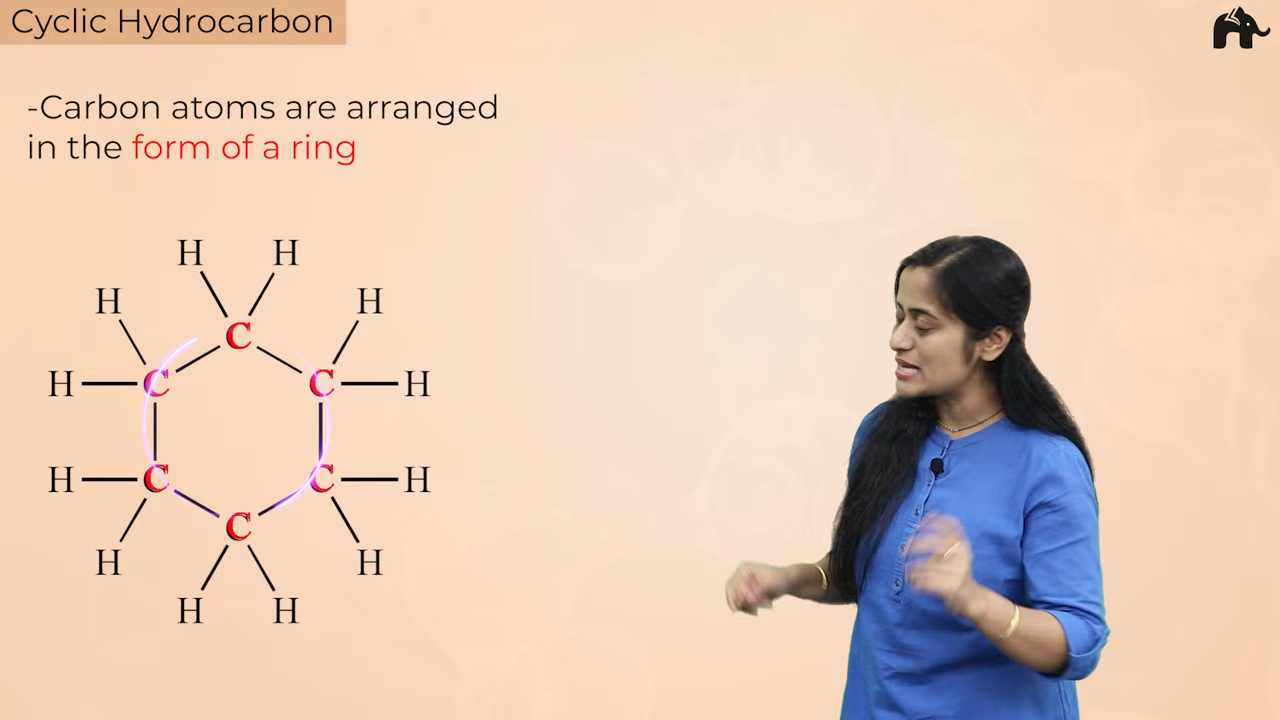 Cyclic Hydrocarbon
-Carbon atoms are arranged
in the form of a ring
H H
H H
C
H C C H
H C C H
C
H H
H H